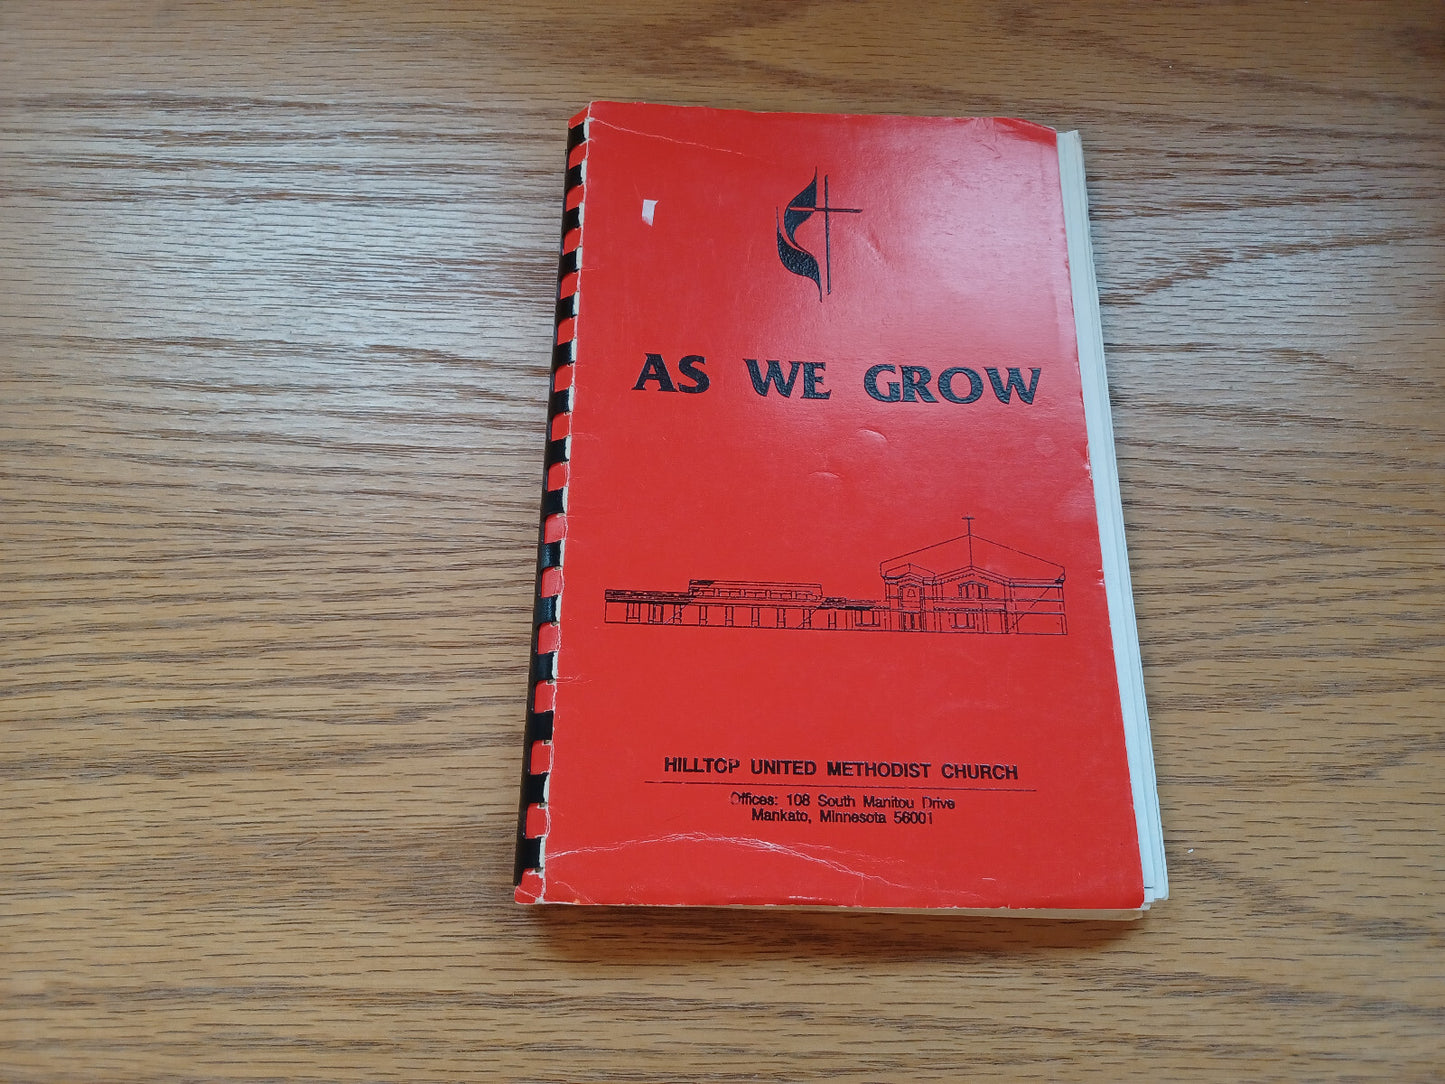 AS WE GROW
HILLTOP UNITED METHODIST CHURCH
Offices: 108 South Manitou Drive
Mankato, Minnesota 56001